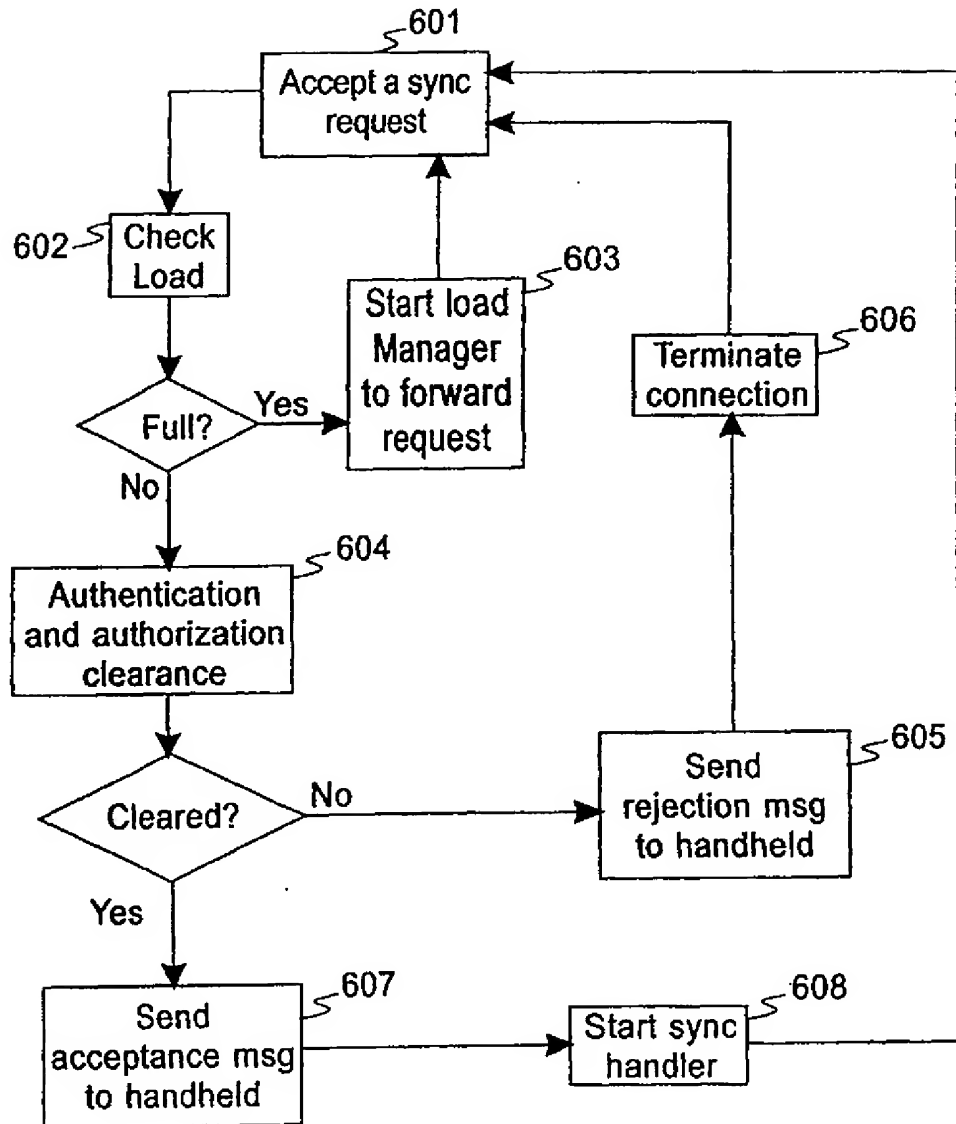 601
Accept a sync
request
602
Check
Load
603
Start load
Manager
to forward
request
606
Terminate
connection
Full?
Yes
No
604
Authentication
and authorization
clearance
605
Send
rejection msg
to handheld
Cleared?
No
Yes
607
Send
acceptance msg
to handheld
608
Start sync
handler